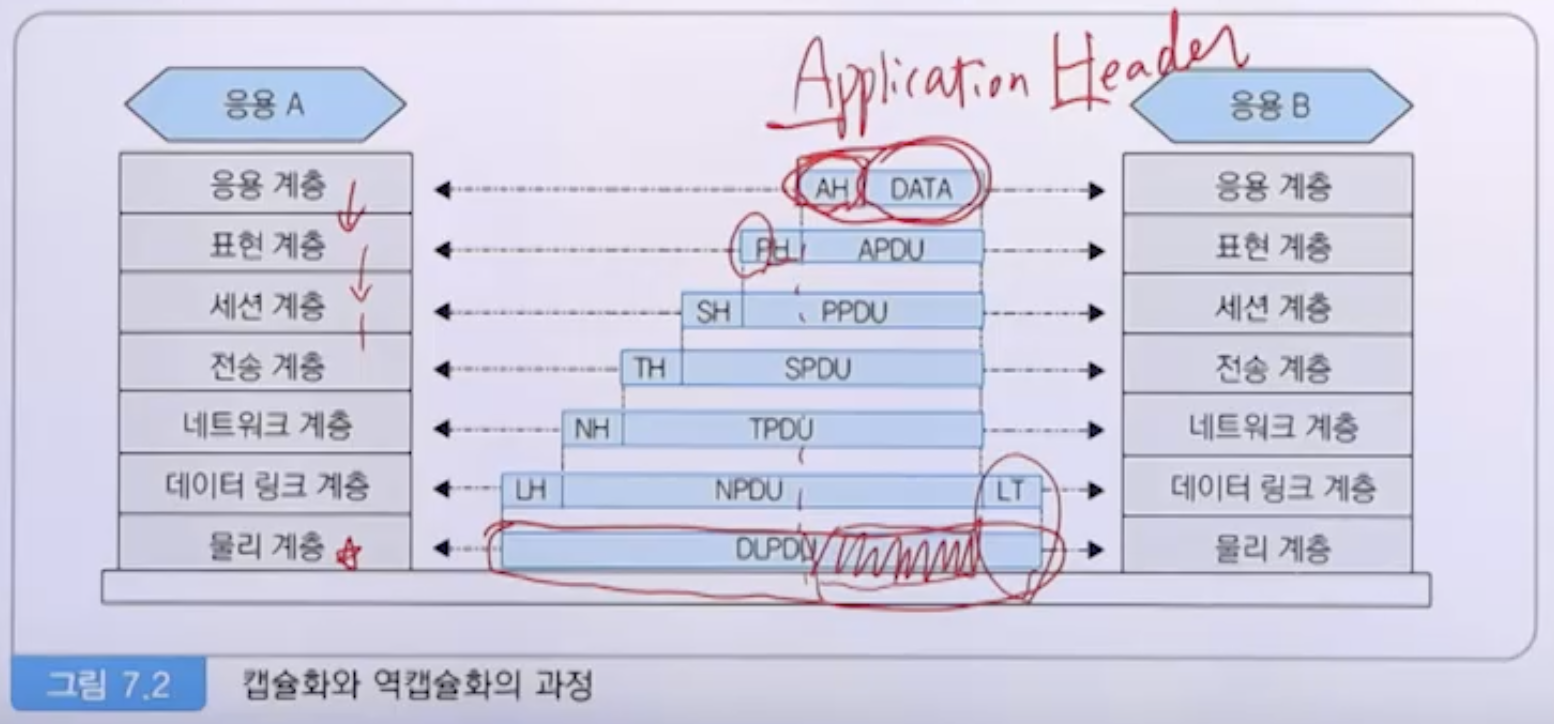 Application Header
응용 A
응용 B
응용 계층
AH
DATA
응용 계층
표현 계층
PH
APDU
표현 계층
세션 계층
SH
PPDU
세션 계층
전송 계층
TH
SPDU
전송 계층
네트워크 계층
NH
TPDU
네트워크 계층
데이터 링크 계층
LH
NPDU
LT
데이터 링크 계층
물리 계층
DLPDU
물리 계층
그림 7.2
캡슐화와 역캡슐화의 과정